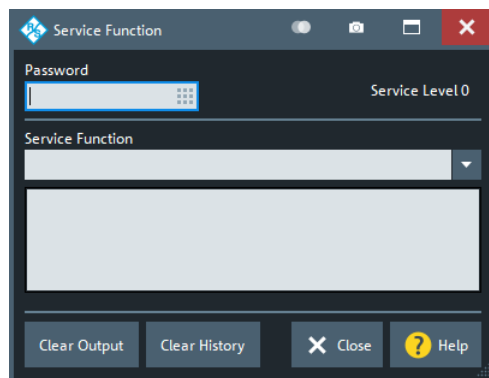 Service Function
Password
Service Level 0
Service Function
Clear Output
Clear History
Close
? Help